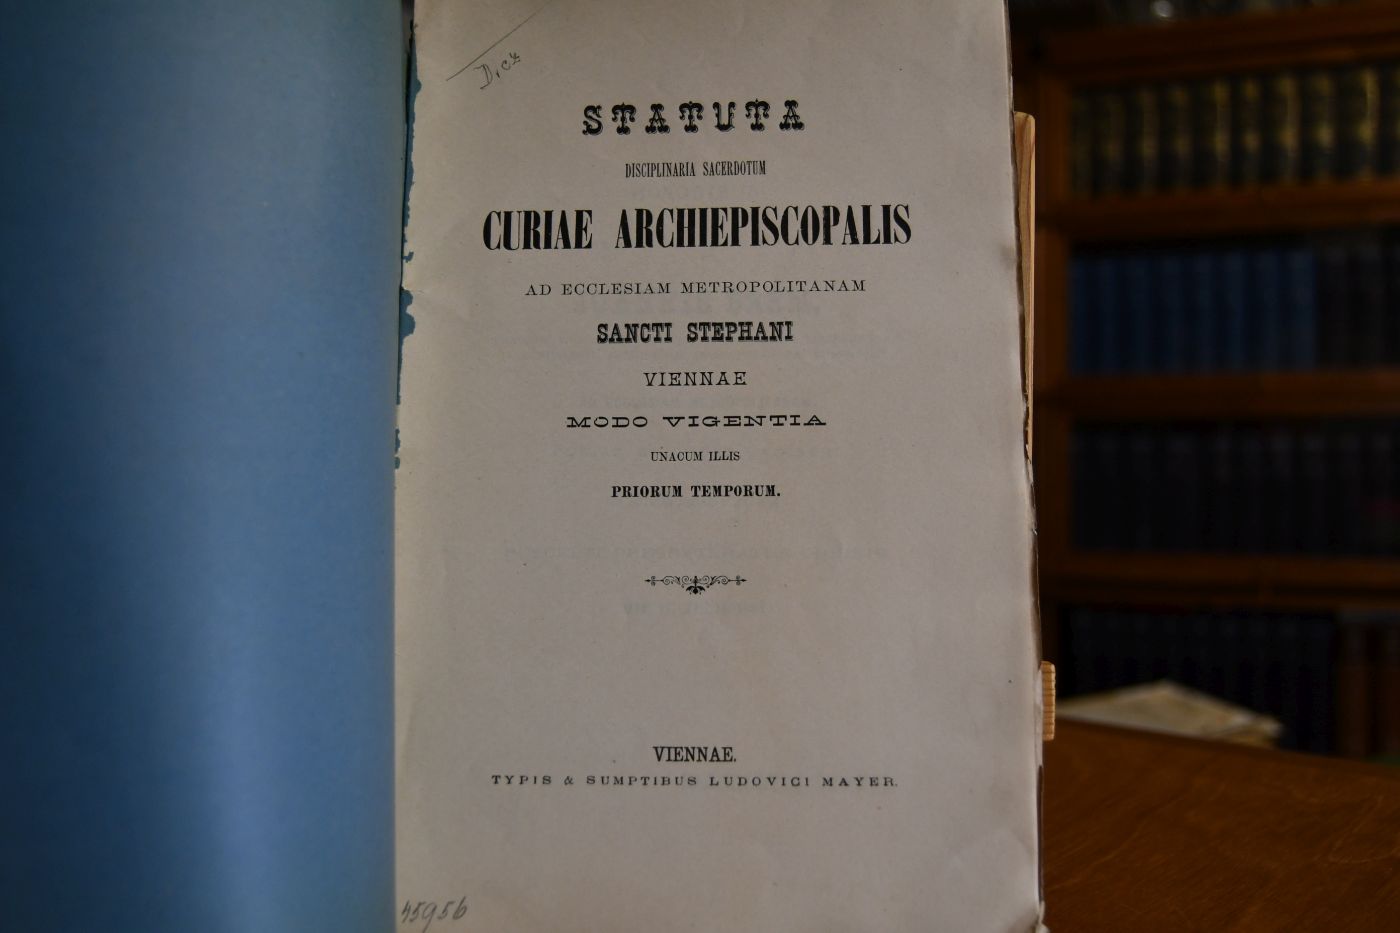 STATUTA
DISCIPLINARIA SACERDOTUM
CURIAE ARCHIEPISCOPALIS
AD ECCLESIAM METROPOLITANAM
SANCTI STEPHANI
VIENNAE
MODO VIGENTIA
UNACUM ILLIS
PRIORUM TEMPORUM.
VIENNAE.
TYPIS & SUMPTIBUS LUDOVICI MAYER.
45956